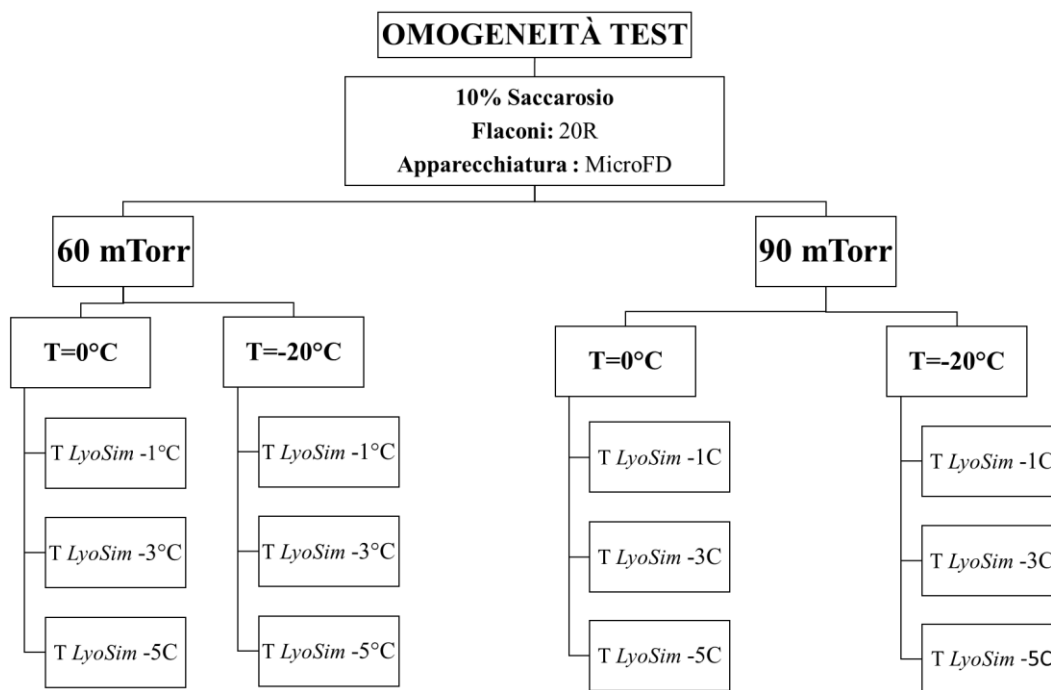 OMOGENEITÀ TEST
10% Saccarosio
Flaconi: 20R
Apparecchiatura : MicroFD
60 mTorr
90 mTorr
T=0°C
T=-20°C
T=0°C
T=-20°C
T LyoSim -1°C
T LyoSim -1°C
T LyoSim -1C
T LyoSim -1C
T LyoSim -3°C
T LyoSim -3°C
T LyoSim -3C
T LyoSim -3C
T LyoSim -5C
T LyoSim -5°C
T LyoSim -5C
T LyoSim -5C